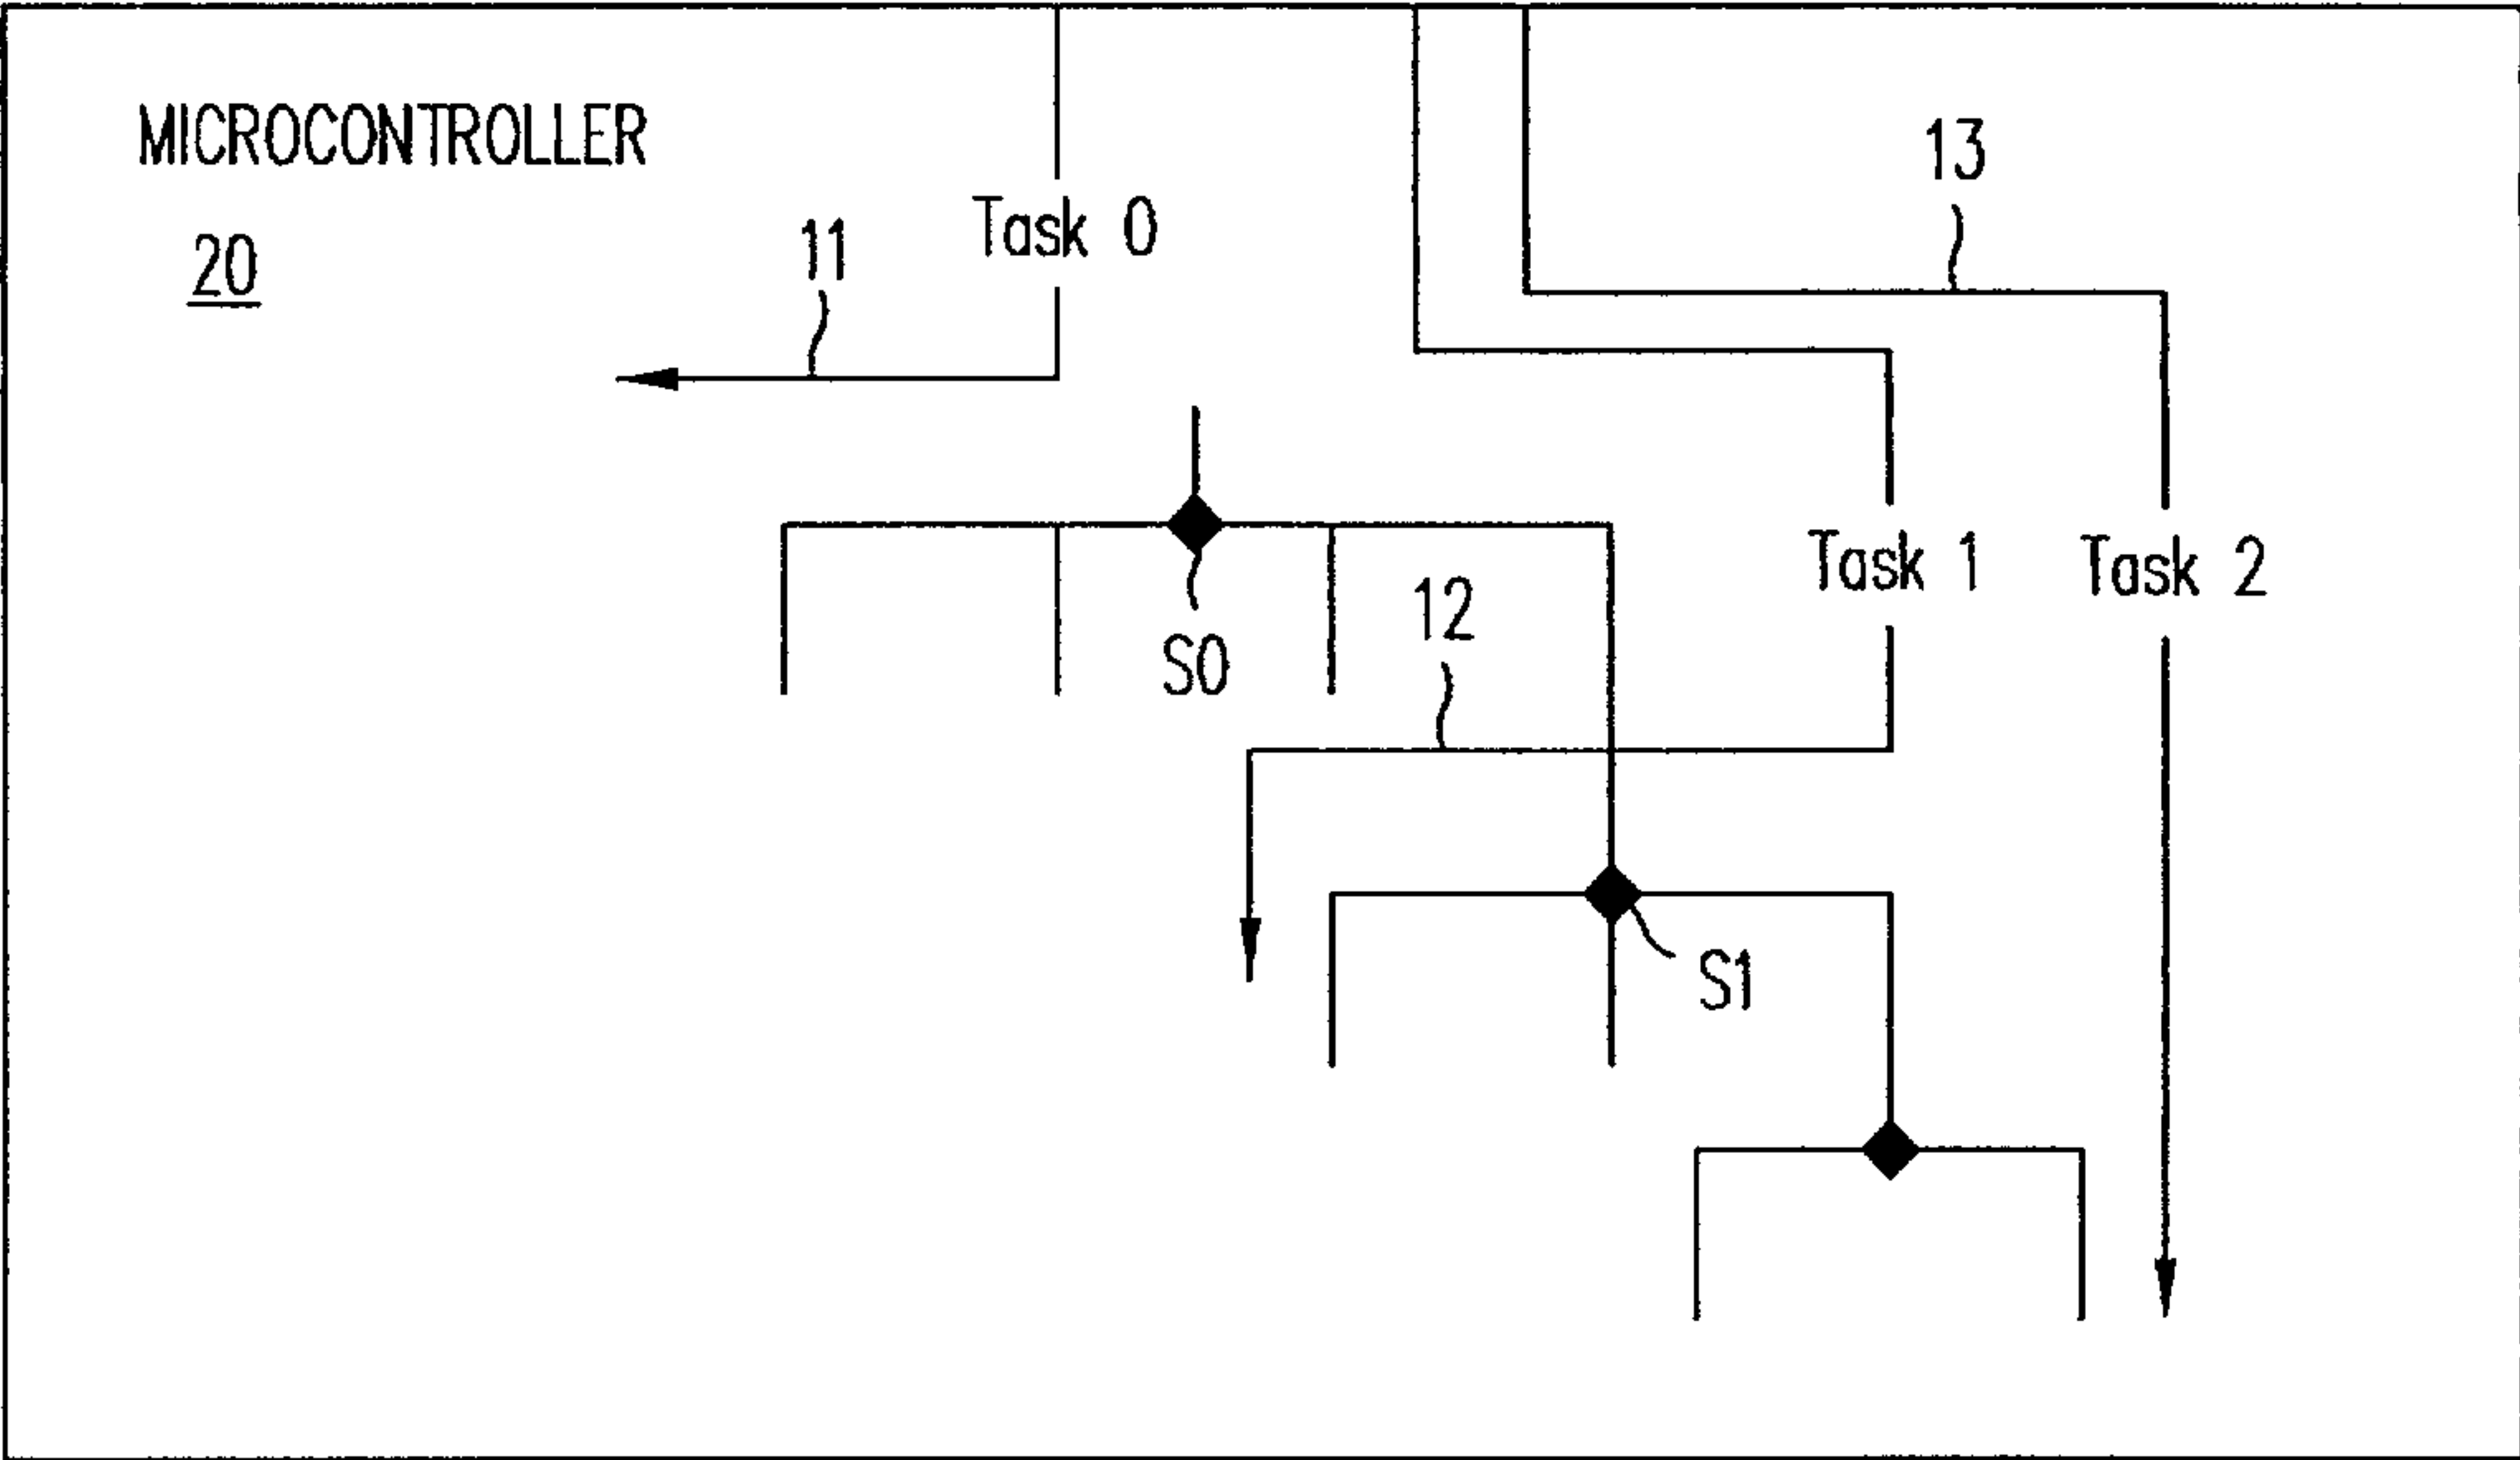 MICROCONTROLLER
20
11
Task 0
13
Task 1
Task 2
12
S0
S1